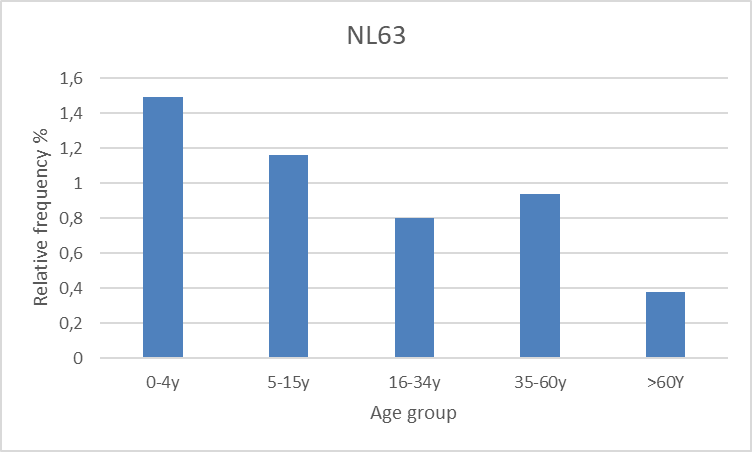 NL63
Relative frequency %
1,6
1,4
1,2
1
0,8
0,6
0,4
0,2
0
0-4y
5-15y
16-34y
35-60y
>60Y
Age group